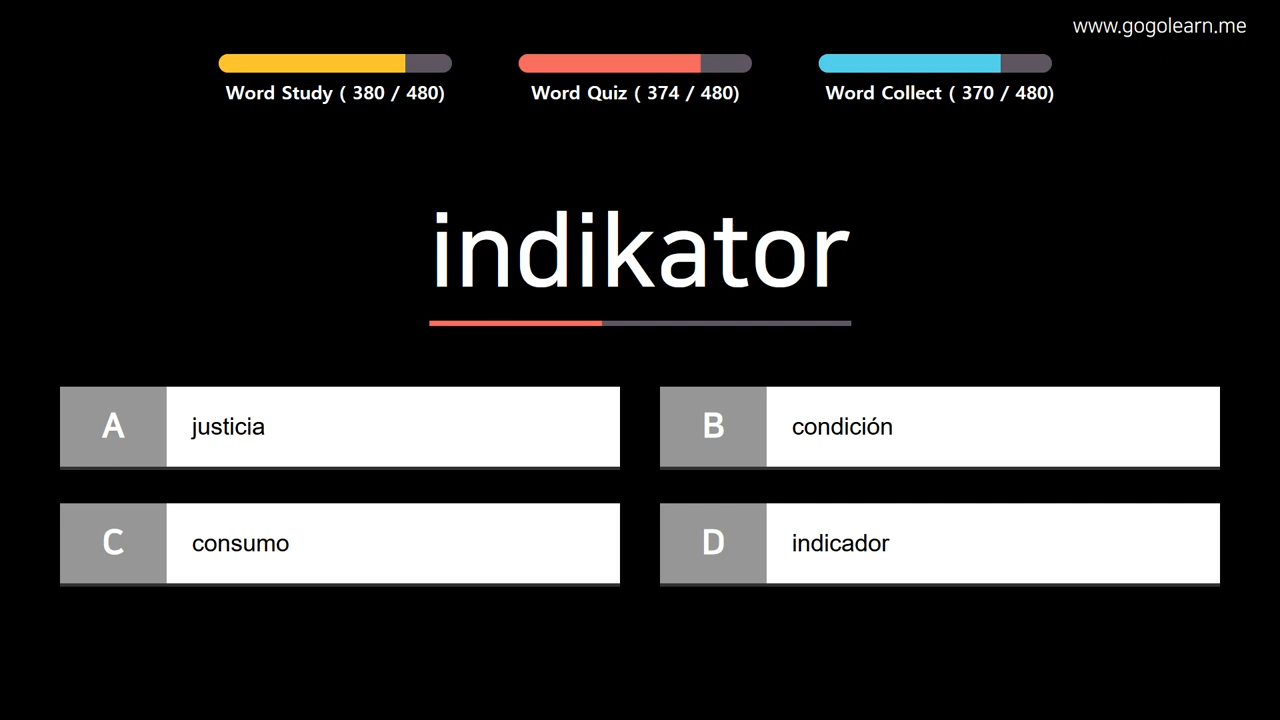 www.gogolearn.me
Word Study ( 380 / 480)
Word Quiz ( 374 / 480)
Word Collect ( 370 / 480)
indikator
A justicia
B condición
C consumo
D indicador